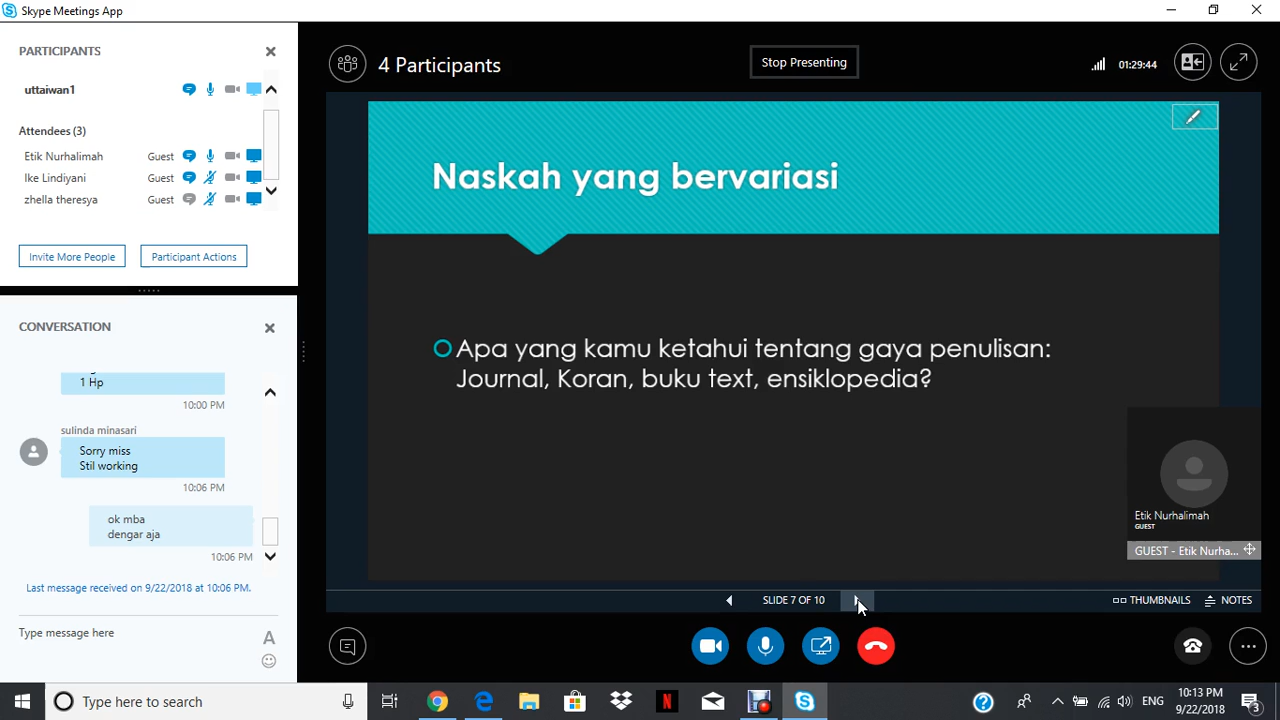 Skype Meetings App
PARTICIPANTS
uttaiwan1
Attendees (3)
Etik Nurhalimah Guest
Ike Lindiyani Guest
zhella theresya Guest
Invite More People Participant Actions
CONVERSATION
1 Hp
10:00 PM
sulinda minasari
Sorry miss
Stil working
10:06 PM
ok mba
dengar aja
10:06 PM
Last message received on 9/22/2018 at 10:06 PM.
Type message here
A
4 Participants
Stop Presenting
01:29:44
Naskah yang bervariasi
Apa yang kamu ketahui tentang gaya penulisan:
Journal, Koran, buku text, ensiklopedia?
Etik Nurhalimah
GUEST
GUEST - Etik Nurha...
SLIDE 7 OF 10
THUMBNAILS NOTES
Type here to search
ENG
10:13 PM
9/22/2018
3